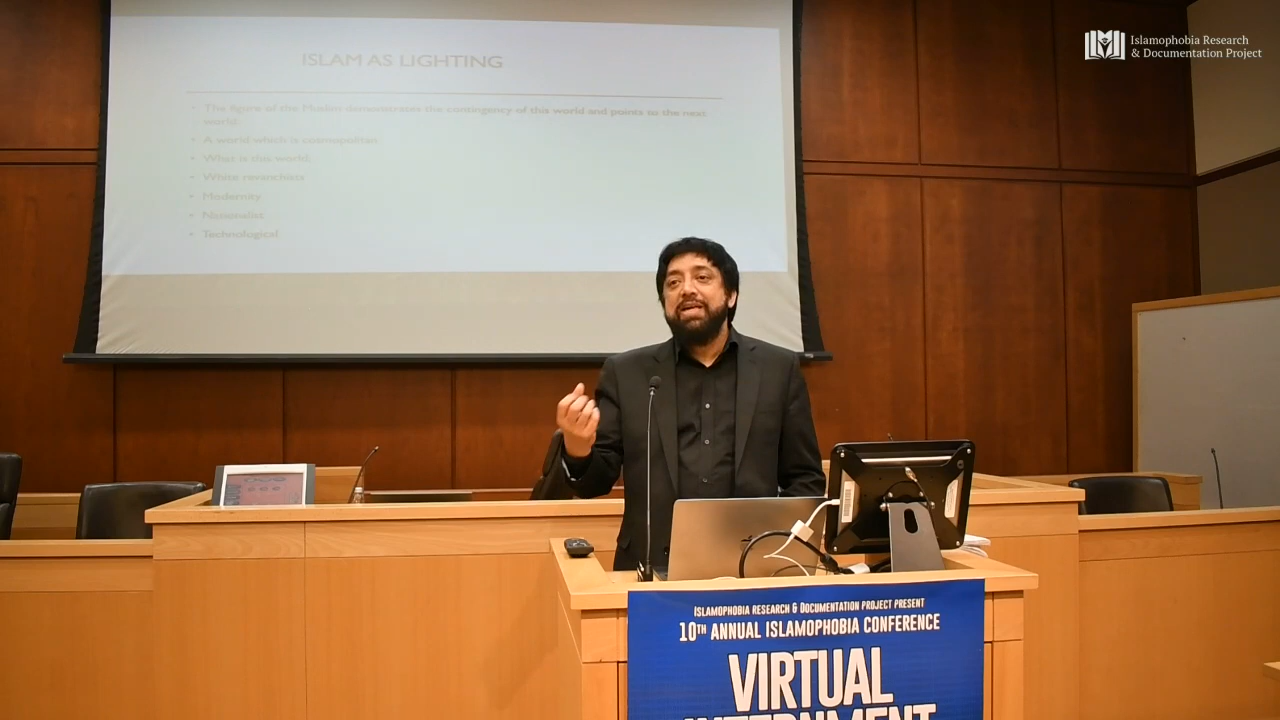 Islamophobia Research
& Documentation Project
ISLAM AS LIGHTING
• The figure of the Muslim demonstrates the contingency of this world and points to the next
world.
• A world which is cosmopolitan
• What is this world,
• White revanchists
• Modernity
• Nationalist
• Technological
ISLAMOPHOBIA RESEARCH & DOCUMENTATION PROJECT PRESENT
10TH ANNUAL ISLAMOPHOBIA CONFERENCE
VIRTUAL
INTERNMENT